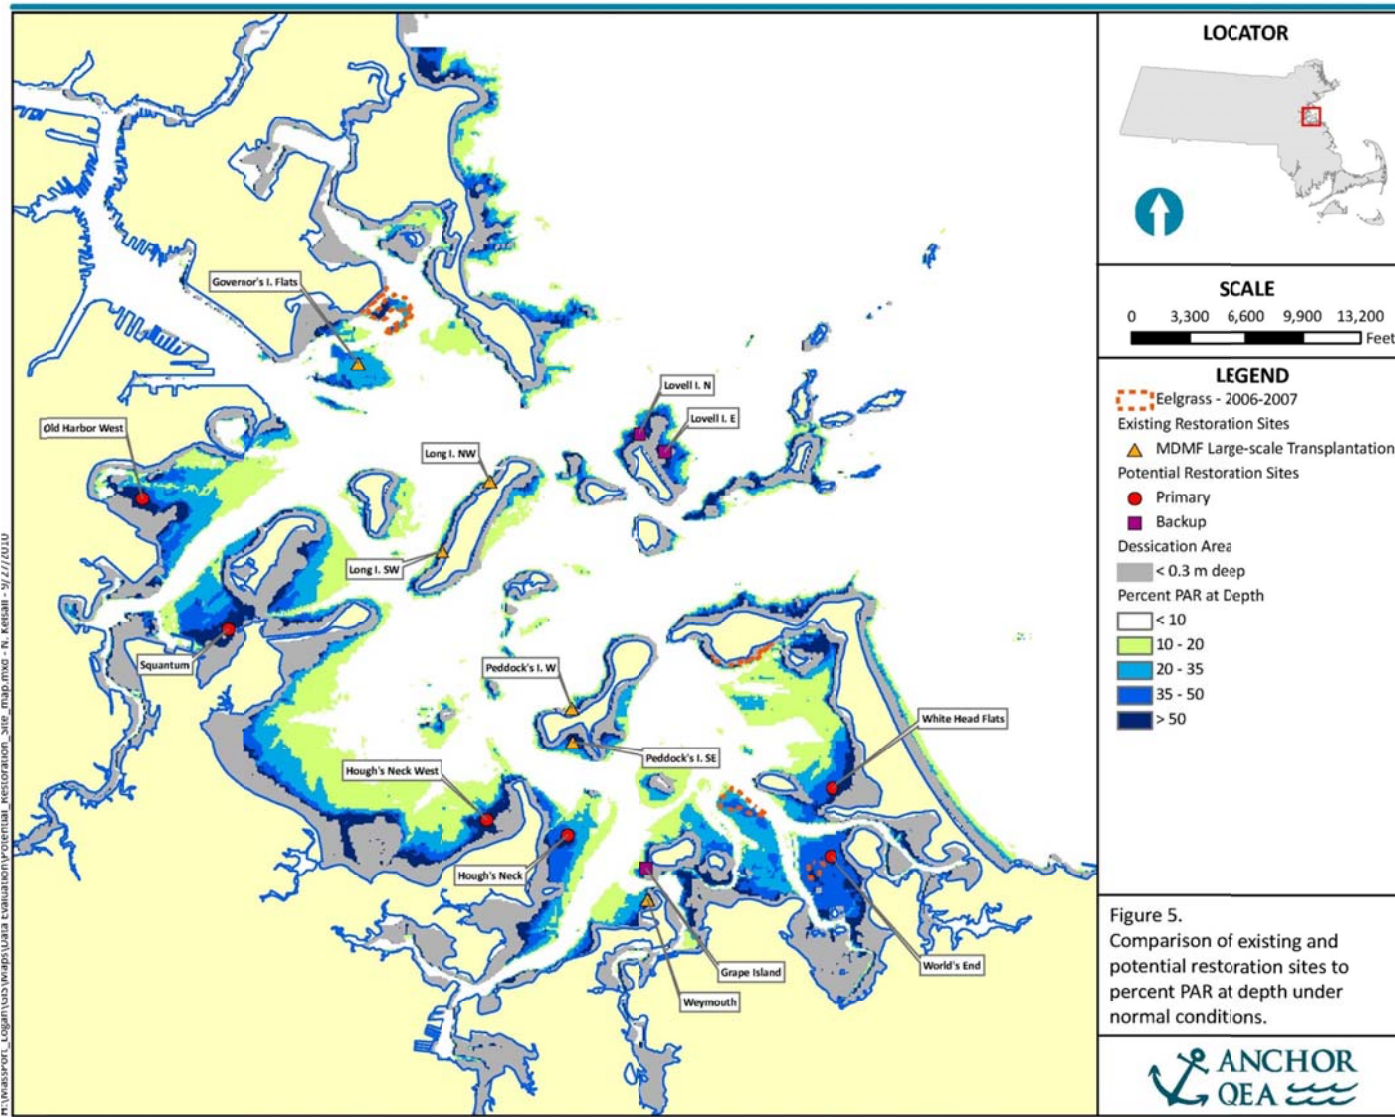 LOCATOR
SCALE
0 3,300 6,600 9,900 13,200
Feet
LEGEND
Eelgrass - 2006-2007
Existing Restoration Sites
MDMF Large-scale Transplantation
Potential Restoration Sites
Primary
Backup
Dessication Area
< 0.3 m deep
Percent PAR at Depth
< 10
10 - 20
20 - 35
35 - 50
> 50
Figure 5.
Comparison of existing and
potential restoration sites to
percent PAR at depth under
normal conditions.
ANCHOR
QEA
Governor's I. Flats
Lovell I. N
Lovell I. E
Old Harbor West
Long I. NW
Long I. SW
Squantum
Peddock's I. W
White Head Flats
Peddock's I. SE
Hough's Neck West
Hough's Neck
World's End
Grape Island
Weymouth